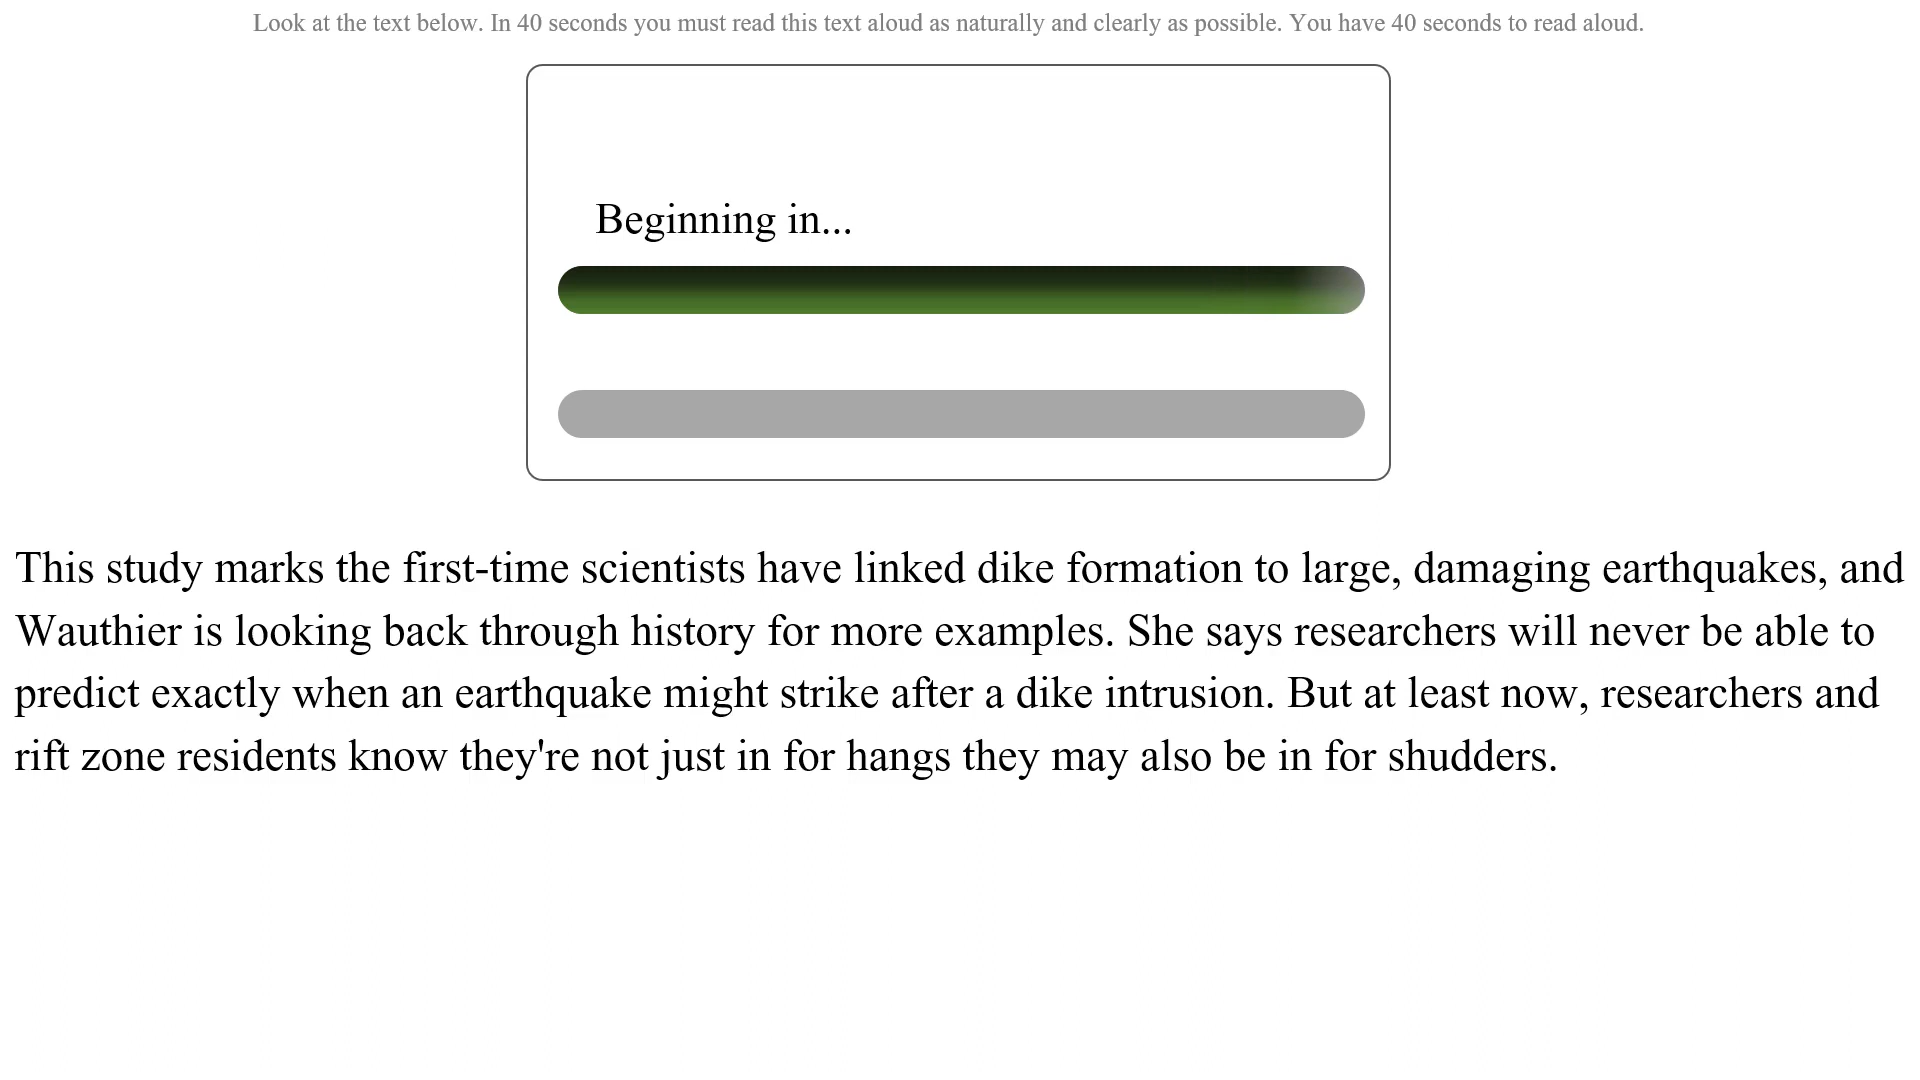 Look at the text below. In 40 seconds you must read this text aloud as naturally and clearly as possible. You have 40 seconds to read aloud.
Beginning in...
This study marks the first-time scientists have linked dike formation to large, damaging earthquakes, and
Wauthier is looking back through history for more examples. She says researchers will never be able to
predict exactly when an earthquake might strike after a dike intrusion. But at least now, researchers and
rift zone residents know they're not just in for hangs they may also be in for shudders.